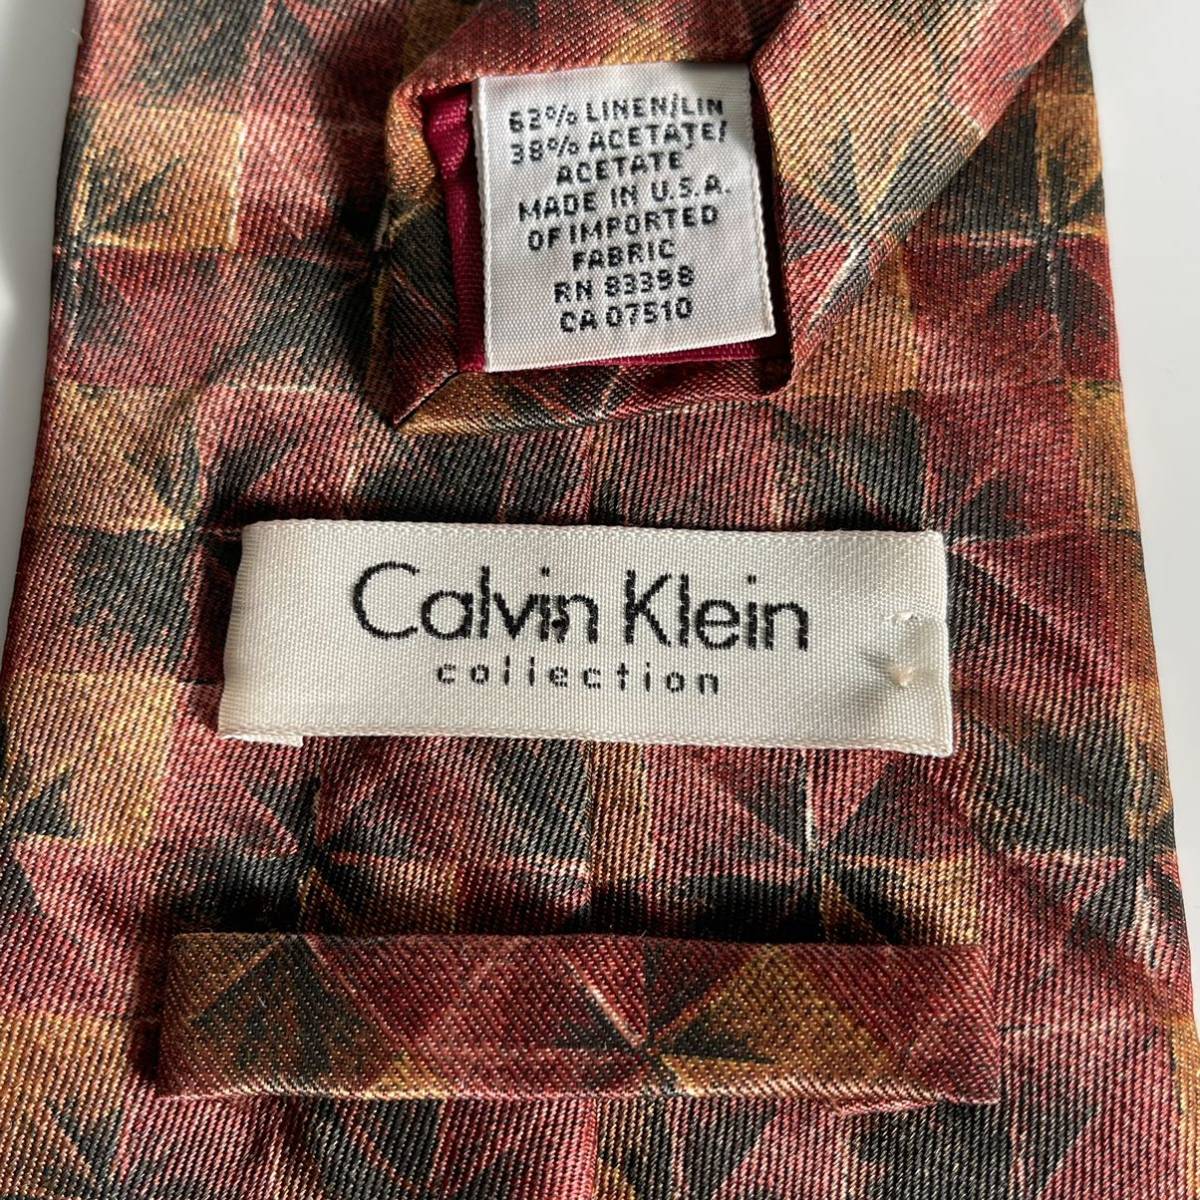 62% LINEN/LIN
38% ACETATE/
ACETATE
MADE IN U.S.A.
OF IMPORTED
FABRIC
RN 83398
CA 07510
Calvin Klein
collection